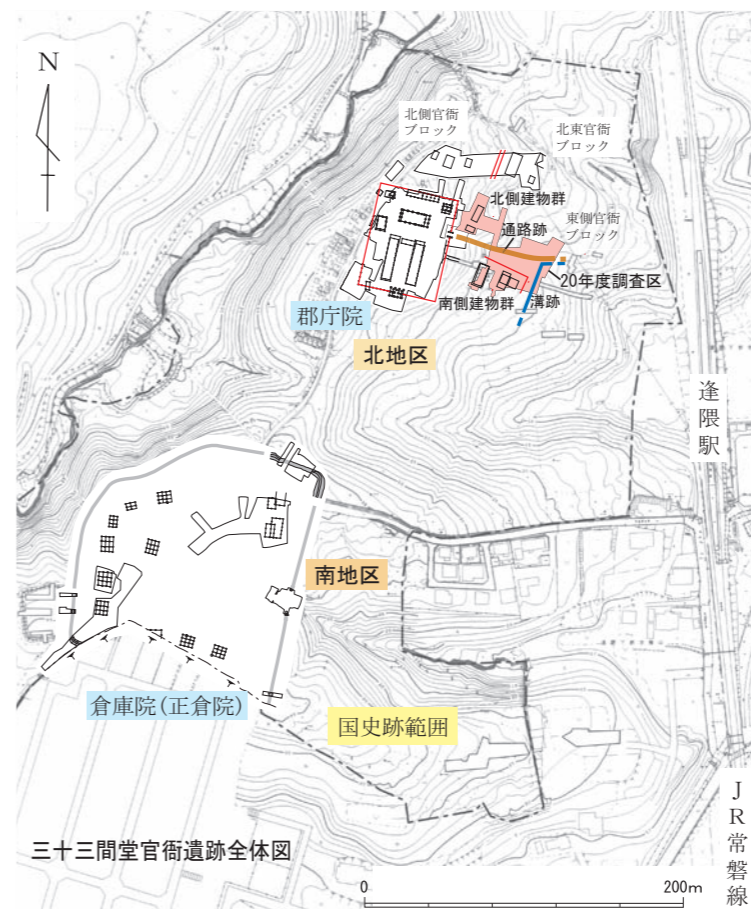 N
北側官衙
ブロック
北東官衙
ブロック
北側建物群
東側官衙
ブロック
通路跡
20年度調査区
南側建物群
溝跡
郡庁院
北地区
逢隈駅
南地区
倉庫院(正倉院)
国史跡範囲
三十三間堂官衙遺跡全体図
JR常磐線
0
200m